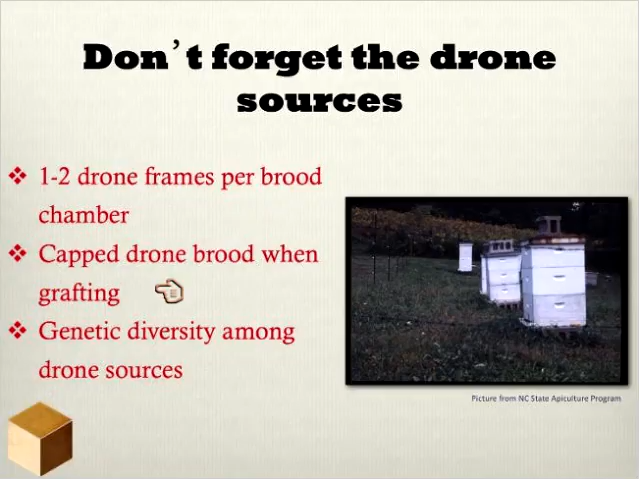 Don't forget the drone
sources
❖ 1-2 drone frames per brood
chamber
❖ Capped drone brood when
grafting
❖ Genetic diversity among
drone sources
Picture from NC State Apiculture Program